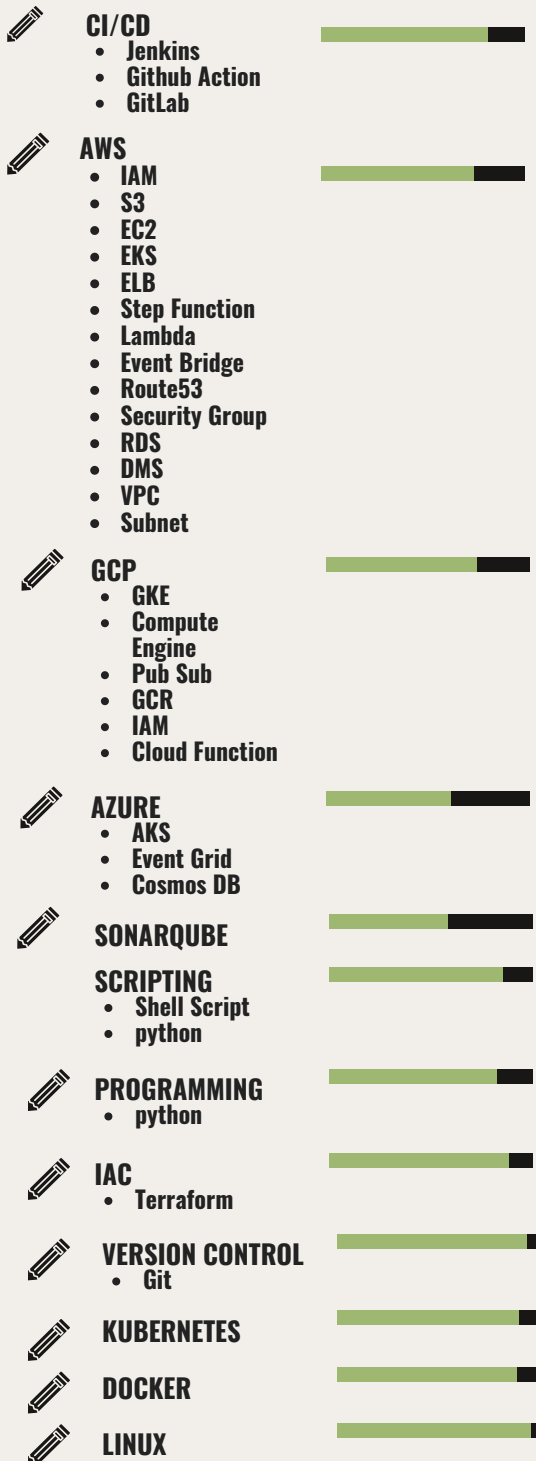 CI/CD
Jenkins
Github Action
GitLab
AWS
IAM
S3
EC2
EKS
ELB
Step Function
Lambda
Event Bridge
Route53
Security Group
RDS
DMS
VPC
Subnet
GCP
GKE
Compute
Engine
Pub Sub
GCR
IAM
Cloud Function
AZURE
AKS
Event Grid
Cosmos DB
SONARQUBE
SCRIPTING
Shell Script
python
PROGRAMMING
python
IAC
Terraform
VERSION CONTROL
Git
KUBERNETES
DOCKER
LINUX